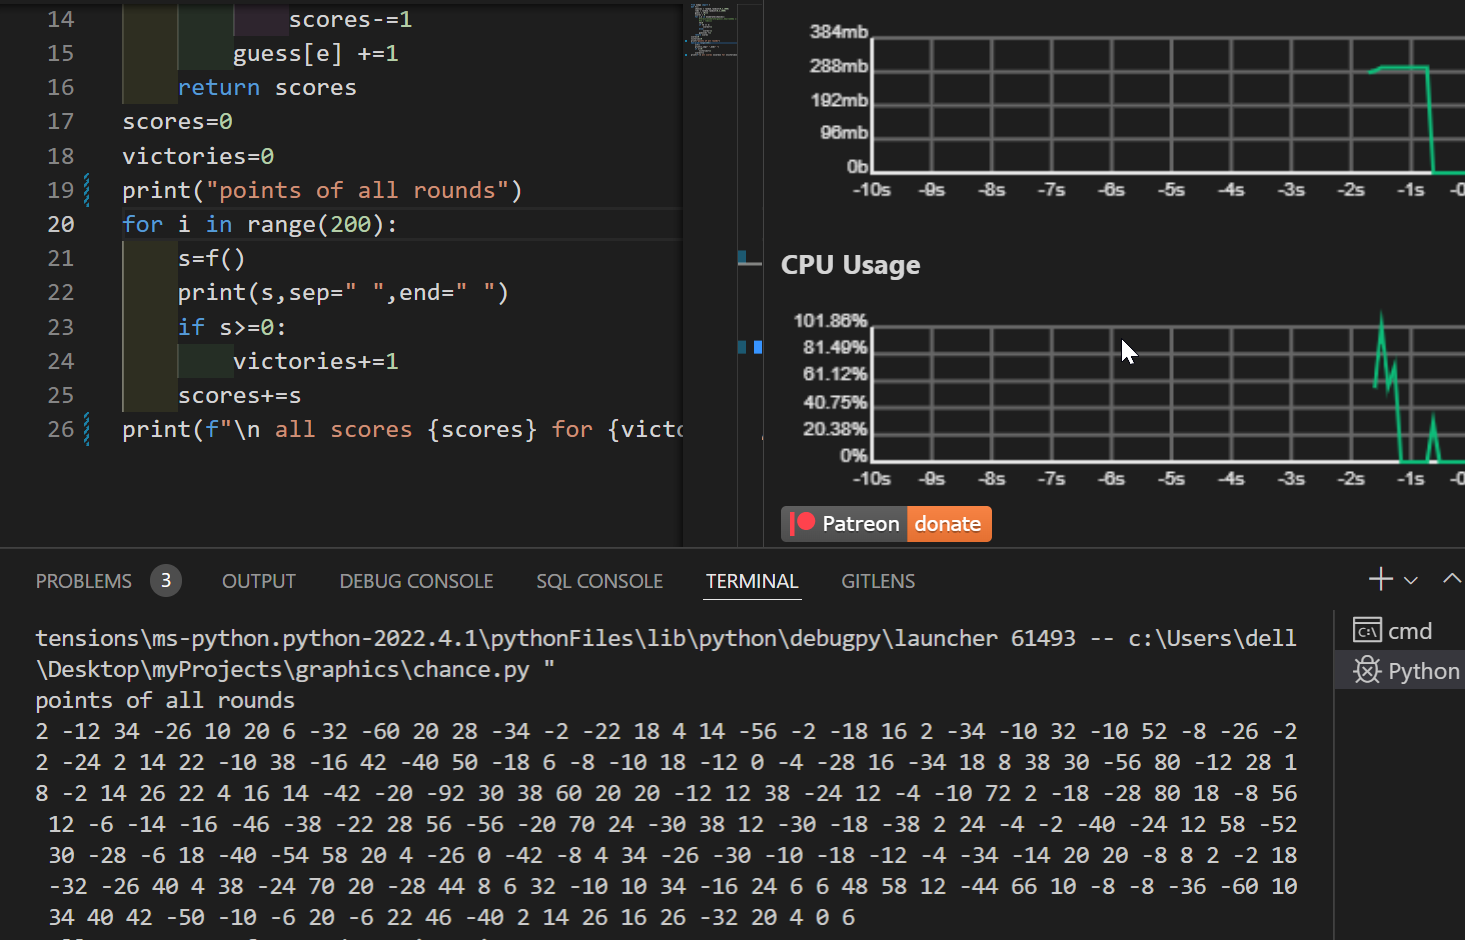 14 scores-=1
15 guess[e] +=1
16 return scores
17 scores=0
18 victories=0
19 print("points of all rounds")
20 for i in range(200):
21 s=f()
22 print(s,sep=" ",end=" ")
23 if s>=0:
24 victories+=1
25 scores+=s
26 print(f"\n all scores {scores} for {victo
384mb
288mb
192mb
96mb
0b
-10s -9s -8s -7s -6s -5s -4s -3s -2s -1s -0
CPU Usage
101.86%
81.49%
61.12%
40.75%
20.38%
0%
-10s -9s -8s -7s -6s -5s -4s -3s -2s -1s -0
Patreon donate
PROBLEMS 3 OUTPUT DEBUG CONSOLE SQL CONSOLE TERMINAL GITLENS
cmd
Python
tensions\ms-python.python-2022.4.1\pythonFiles\lib\python\debugpy\launcher 61493 -- c:\Users\dell
\Desktop\myProjects\graphics\chance.py "
points of all rounds
2 -12 34 -26 10 20 6 -32 -60 20 28 -34 -2 -22 18 4 14 -56 -2 -18 16 2 -34 -10 32 -10 52 -8 -26 -2
2 -24 2 14 22 -10 38 -16 42 -40 50 -18 6 -8 -10 18 -12 0 -4 -28 16 -34 18 8 38 30 -56 80 -12 28 1
8 -2 14 26 22 4 16 14 -42 -20 -92 30 38 60 20 20 -12 12 38 -24 12 -4 -10 72 2 -18 -28 80 18 -8 56
12 -6 -14 -16 -46 -38 -22 28 56 -56 -20 70 24 -30 38 12 -30 -18 -38 2 24 -4 -2 -40 -24 12 58 -52
30 -28 -6 18 -40 -54 58 20 4 -26 0 -42 -8 4 34 -26 -30 -10 -18 -12 -4 -34 -14 20 20 -8 8 2 -2 18
-32 -26 40 4 38 -24 70 20 -28 44 8 6 32 -10 10 34 -16 24 6 6 48 58 12 -44 66 10 -8 -8 -36 -60 10
34 40 42 -50 -10 -6 20 -6 22 46 -40 2 14 26 16 26 -32 20 4 0 6